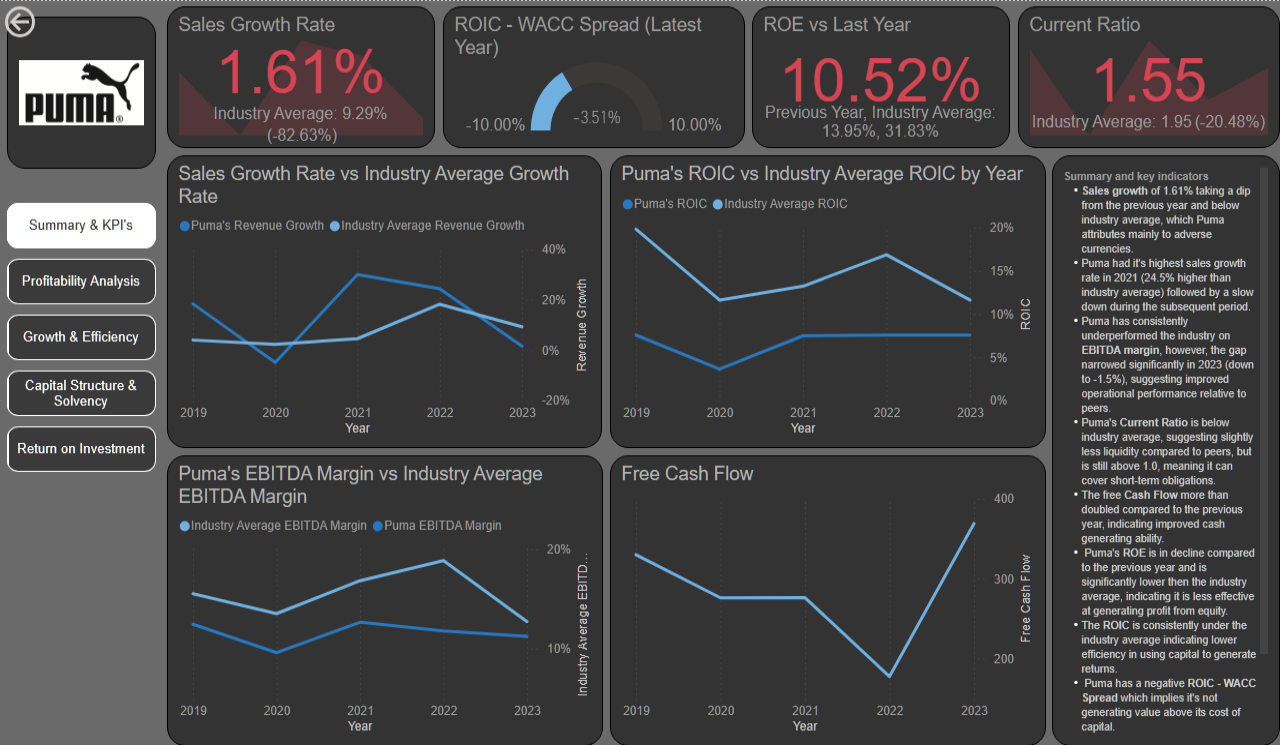 PUMA®
Summary & KPI's
Profitability Analysis
Growth & Efficiency
Capital Structure &
Solvency
Return on Investment
Sales Growth Rate
1.61%
Industry Average: 9.29%
(-82.63%)
ROIC - WACC Spread (Latest
Year)
-10.00%
-3.51%
10.00%
ROE vs Last Year
10.52%
Previous Year, Industry Average:
13.95%, 31.83%
Current Ratio
1.55
Industry Average: 1.95 (-20.48%)
Sales Growth Rate vs Industry Average Growth
Rate
Puma's Revenue Growth Industry Average Revenue Growth
40%
20%
0%
-20%
Revenue Growth
2019 2020 2021 2022 2023
Year
Puma's ROIC vs Industry Average ROIC by Year
Puma's ROIC Industry Average ROIC
20%
15%
10%
5%
0%
ROIC
2019 2020 2021 2022 2023
Year
Puma's EBITDA Margin vs Industry Average
EBITDA Margin
Industry Average EBITDA Margin Puma EBITDA Margin
20%
10%
Industry Average EBITD...
2019 2020 2021 2022 2023
Year
Free Cash Flow
400
300
200
Free Cash Flow
2019 2020 2021 2022 2023
Year
Summary and key indicators
• Sales growth of 1.61% taking a dip
from the previous year and below
industry average, which Puma
attributes mainly to adverse
currencies.
• Puma had it's highest sales growth
rate in 2021 (24.5% higher than
industry average) followed by a slow
down during the subsequent period.
• Puma has consistently
underperformed the industry on
EBITDA margin, however, the gap
narrowed significantly in 2023 (down
to -1.5%), suggesting improved
operational performance relative to
peers.
• Puma's Current Ratio is below
industry average, suggesting slightly
less liquidity compared to peers, but
is still above 1.0, meaning it can
cover short-term obligations.
• The free Cash Flow more than
doubled compared to the previous
year, indicating improved cash
generating ability.
• Puma's ROE is in decline compared
to the previous year and is
significantly lower then the industry
average, indicating it is less effective
at generating profit from equity.
• The ROIC is consistently under the
industry average indicating lower
efficiency in using capital to generate
returns.
• Puma has a negative ROIC - WACC
Spread which implies it's not
generating value above its cost of
capital.